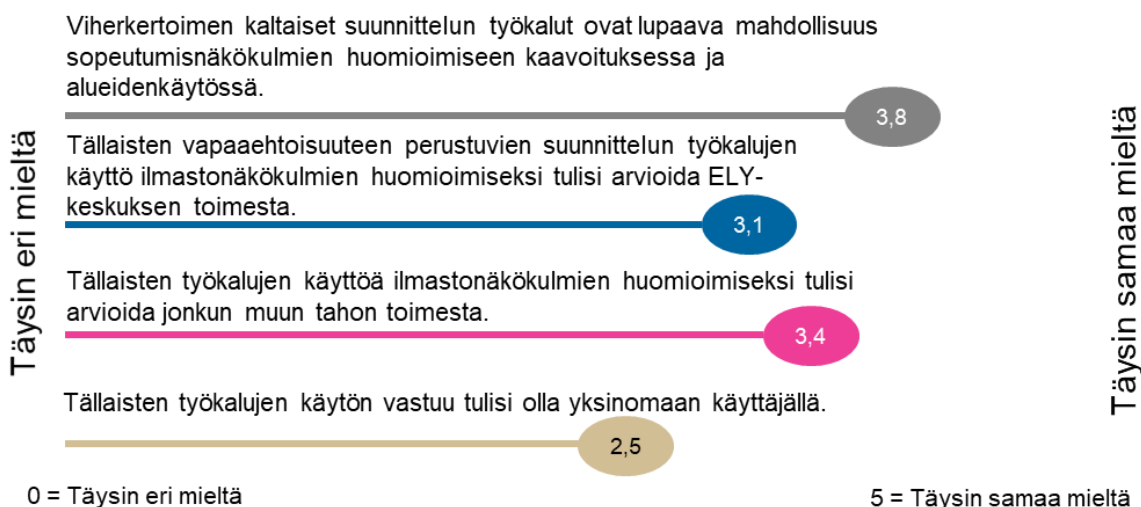 Viherkertoimen kaltaiset suunnittelun työkalut ovat lupaava mahdollisuus
sopeutumisnäkökulmien huomioimiseen kaavoituksessa ja
alueidenkäytössä.
3,8
Tällaisten vapaaehtoisuuteen perustuvien suunnittelun työkalujen
käyttö ilmastonäkökulmien huomioimiseksi tulisi arvioida ELY-
keskuksen toimesta.
3,1
Tällaisten työkalujen käyttöä ilmastonäkökulmien huomioimiseksi tulisi
arvioida jonkun muun tahon toimesta.
3,4
Tällaisten työkalujen käytön vastuu tulisi olla yksinomaan käyttäjällä.
2,5
Täysin eri mieltä
Täysin samaa mieltä
0 = Täysin eri mieltä
5 = Täysin samaa mieltä